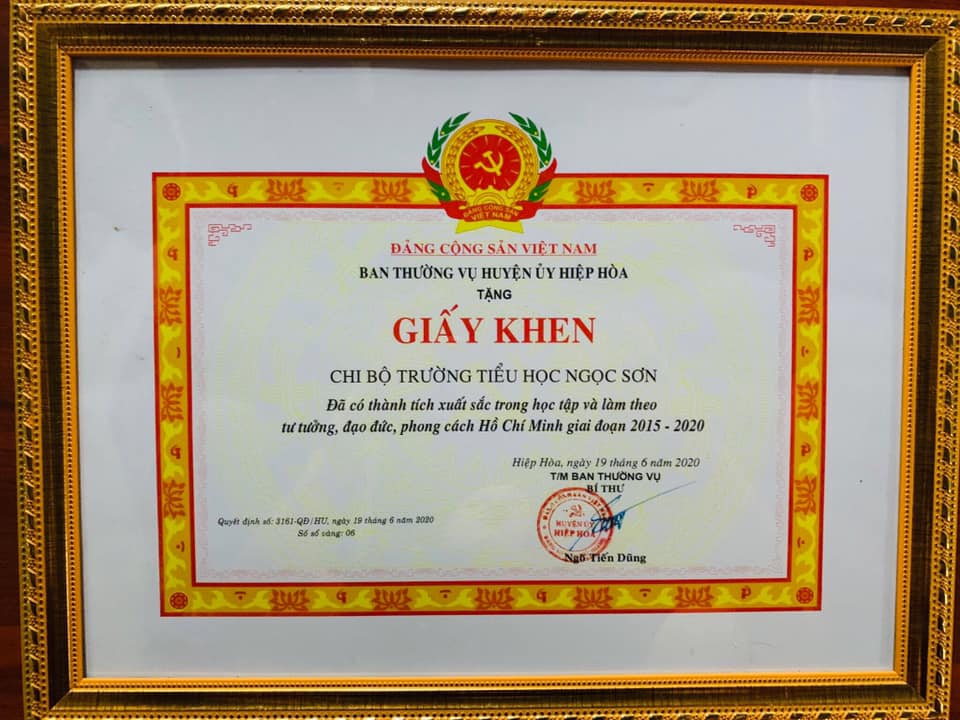 ĐẢNG CỘNG SẢN
VIỆT NAM
ĐẢNG CỘNG SẢN VIỆT NAM
BAN THƯỜNG VỤ HUYỆN ỦY HIỆP HÒA
TẶNG
GIẤY KHEN
CHI BỘ TRƯỜNG TIỂU HỌC NGỌC SƠN
Đã có thành tích xuất sắc trong học tập và làm theo
tư tưởng, đạo đức, phong cách Hồ Chí Minh giai đoạn 2015 - 2020
Hiệp Hòa, ngày 19 tháng 6 năm 2020
T/M BAN THƯỜNG VỤ
BÍ THƯ
HUYỆN ỦY
HIỆP HÒA
Ngô Tiến Dũng
Quyết định số: 3161-QĐ/HU, ngày 19 tháng 6 năm 2020
Số sổ vàng: 06